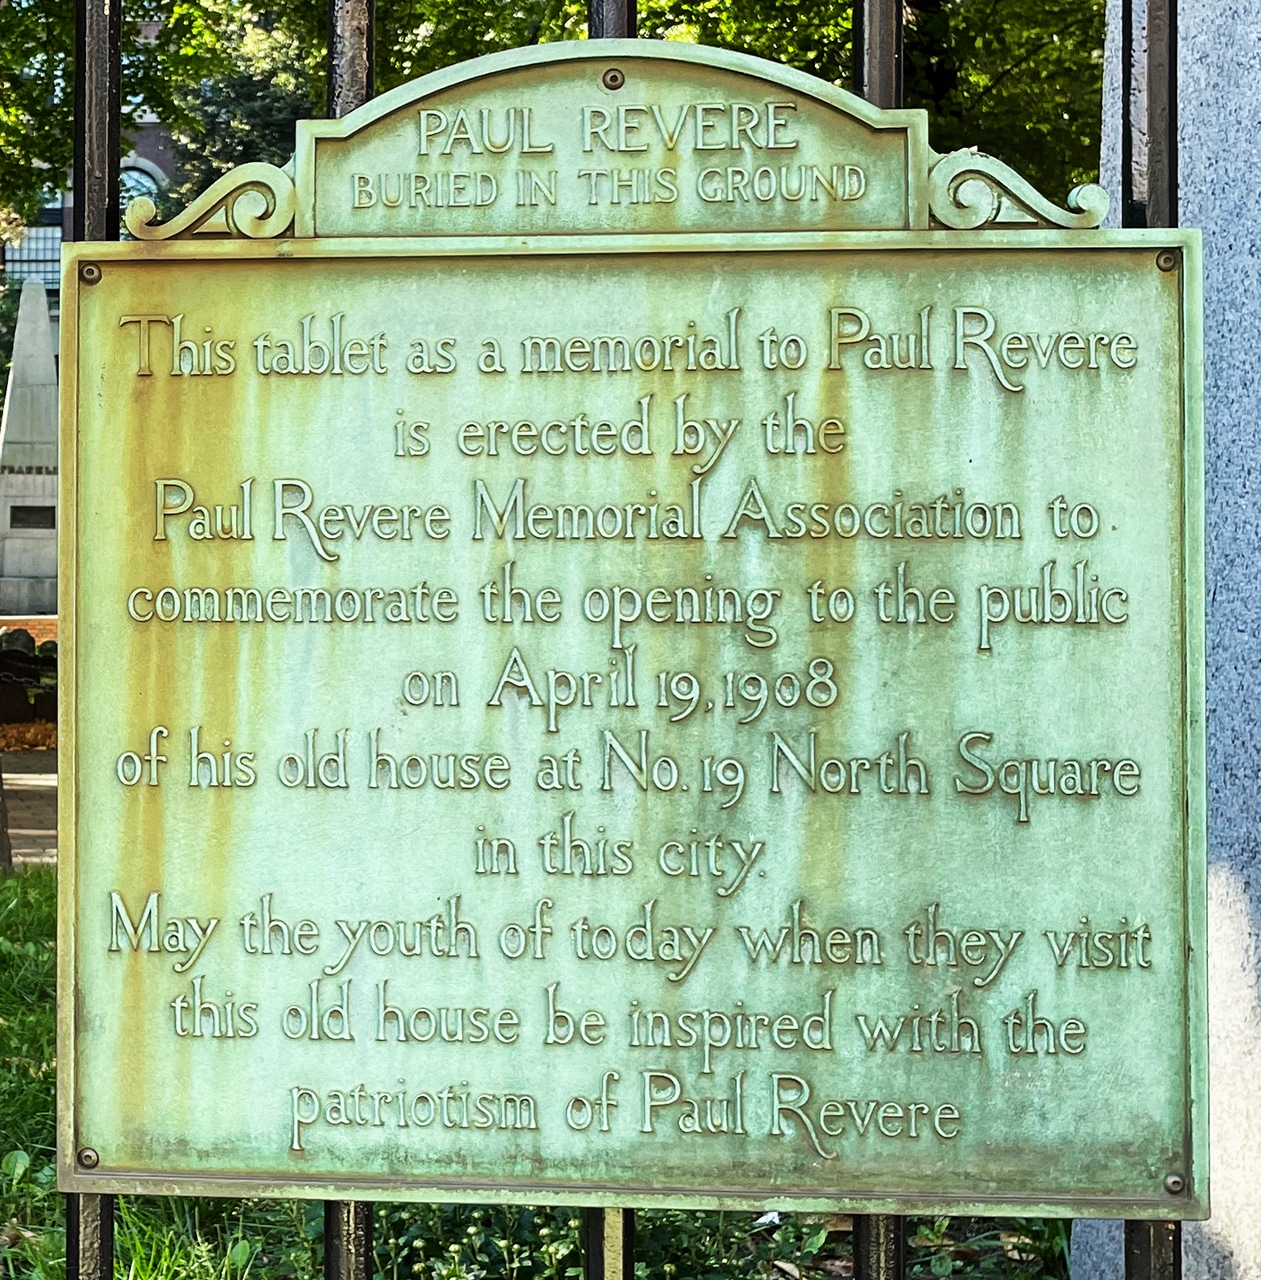 PAUL REVERE
BURIED IN THIS GROUND
This tablet as a memorial to Paul Revere
is erected by the
Paul Revere Memorial Association to
commemorate the opening to the public
on April 19, 1908
of his old house at No. 19 North Square
in this city.
May the youth of today when they visit
this old house be inspired with the
patriotism of Paul Revere
FRANKLIN